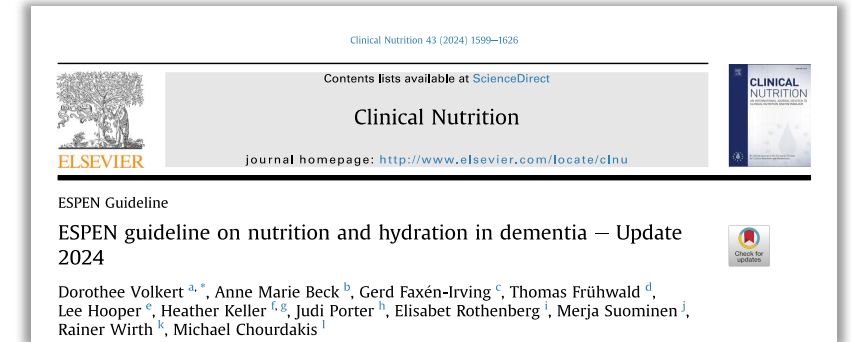 Clinical Nutrition 43 (2024) 1599–1626
Contents lists available at ScienceDirect
Clinical Nutrition
journal homepage: http://www.elsevier.com/locate/clnu
ELSEVIER
CLINICAL
NUTRITION
ESPEN Guideline
ESPEN guideline on nutrition and hydration in dementia – Update
2024
Check for
updates
Dorothee Volkert a, *, Anne Marie Beck b, Gerd Faxén-Irving c, Thomas Frühwald d,
Lee Hooper e, Heather Keller f, g, Judi Porter h, Elisabet Rothenberg i, Merja Suominen j,
Rainer Wirth k, Michael Chourdakis l